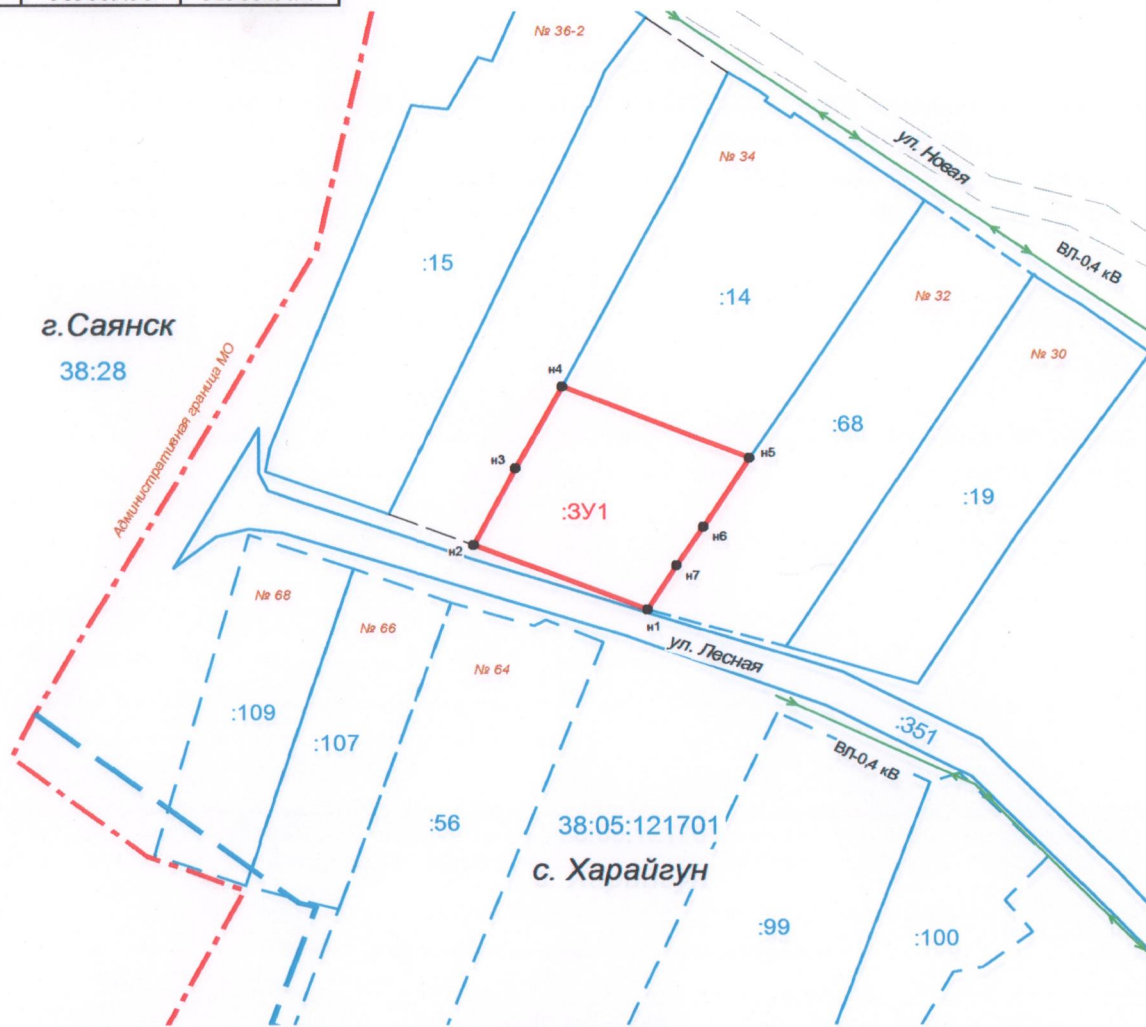 № 36-2
ул. Новая
№ 34
ВЛ-0,4 кВ
:15
:14
№ 32
г.Саянск
38:28
Административная граница МО
№ 30
н4
:68
н5
н3
:19
:ЗУ1
н6
н2
н7
№ 68
н1
№ 66
ул. Лесная
№ 64
:109
:107
:351
ВЛ-0,4 кВ
:56
38:05:121701
с. Харайгун
:99
:100